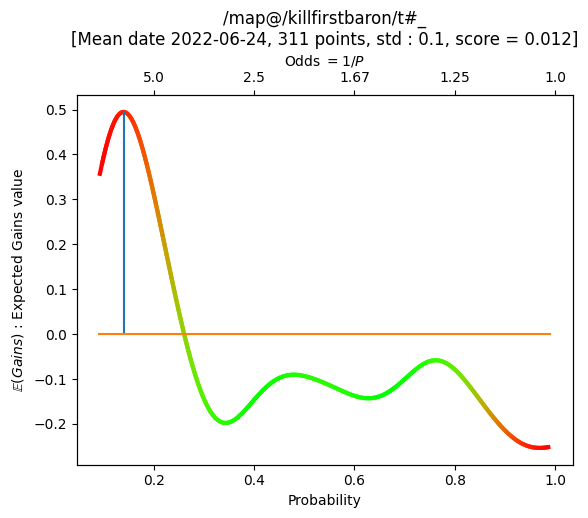 /map@/killfirstbaron/t#_
[Mean date 2022-06-24, 311 points, std : 0.1, score = 0.012]
Odds = 1/P
5.0 2.5 1.67 1.25 1.0
0.5
0.4
0.3
0.2
0.1
0.0
−0.1
−0.2
𝔼(Gains) : Expected Gains value
0.2 0.4 0.6 0.8 1.0
Probability